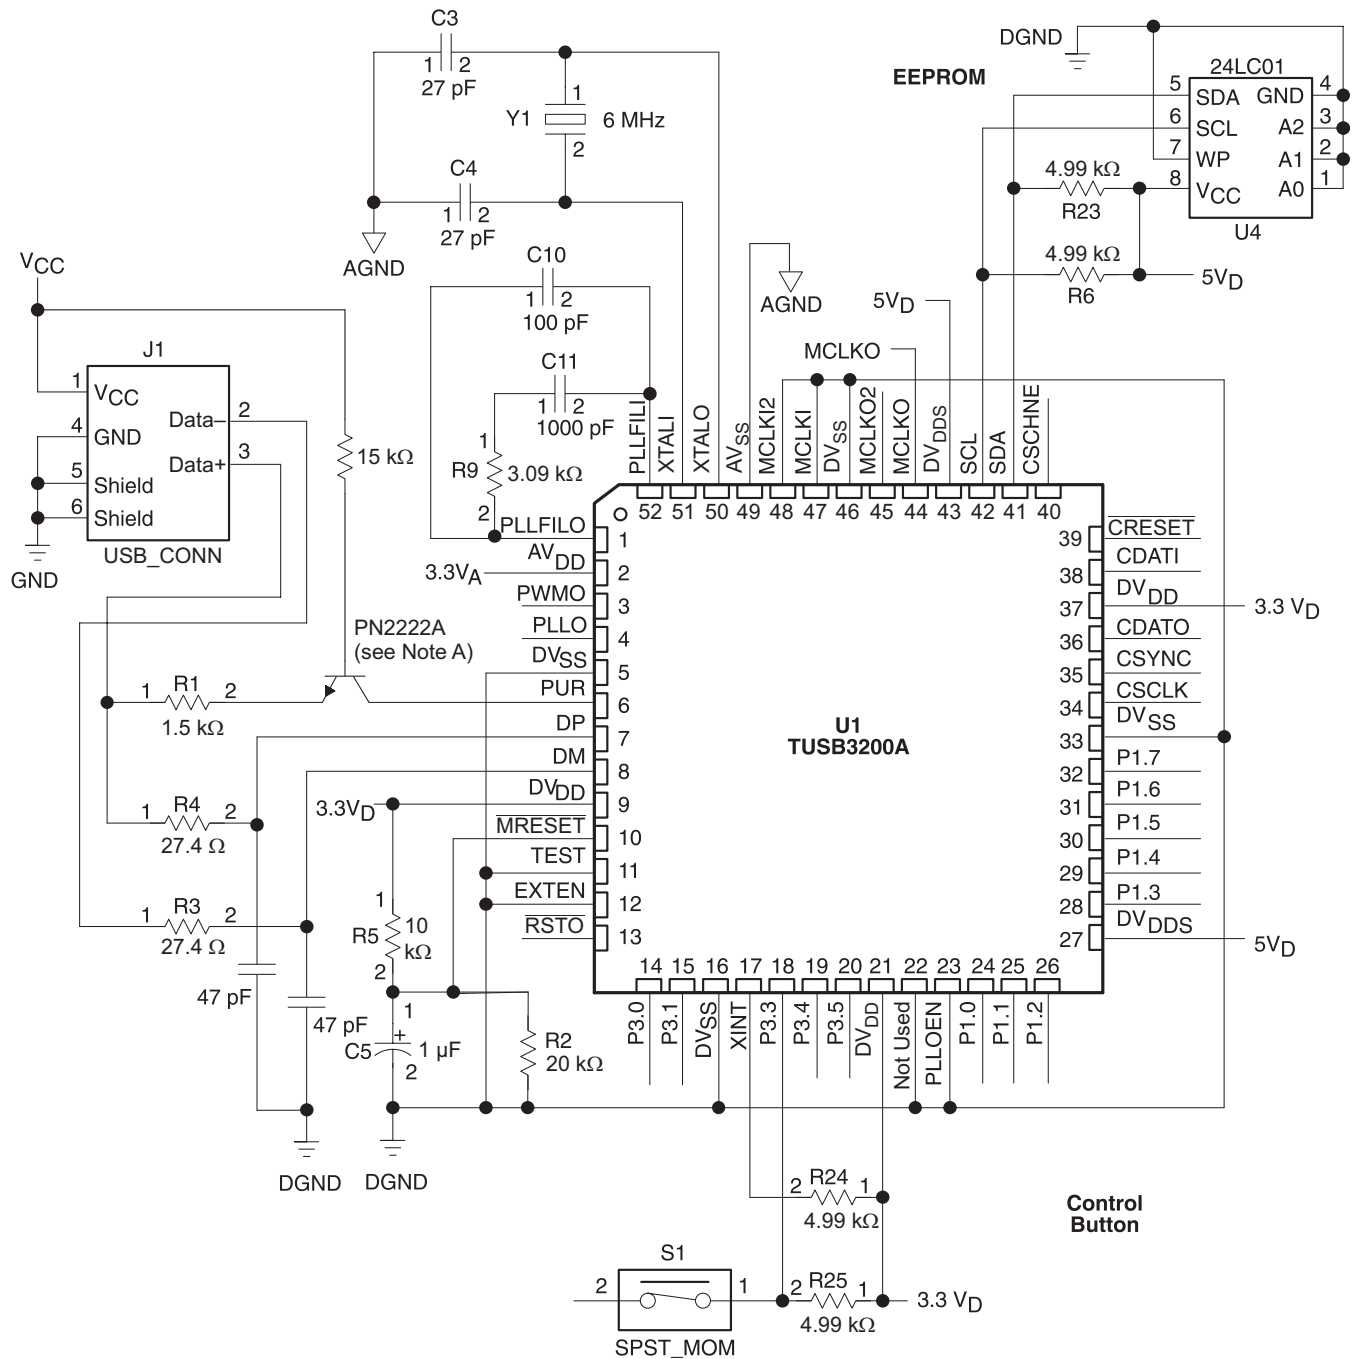 C3
1 2
27 pF
1
Y1
6 MHz
2
C4
1 2
27 pF
AGND
DGND
EEPROM
24LC01
5 SDA GND 4
6 SCL A2 3
7 WP A1 2
8 VCC A0 1
U4
4.99 kΩ
R23
4.99 kΩ
R6
5VD
C10
1 2
100 pF
C11
1 2
1000 pF
1
R9 3.09 kΩ
2
AGND
5VD
MCLKO
VCC
J1
1 VCC
4 GND
5 Shield
6 Shield
Data– 2
Data+ 3
USB_CONN
GND
15 kΩ
PN2222A
(see Note A)
1 R1 2
1.5 kΩ
1 R4 2
27.4 Ω
1 R3 2
27.4 Ω
47 pF
47 pF
DGND
PLLFILI
XTALI
XTALO
AVSS
MCLKI2
MCLKI
DVSS
MCLKO2
MCLKO
DVDDS
SCL
SDA
CSCHNE
52 51 50 49 48 47 46 45 44 43 42 41 40
PLLFILO 1
3.3VA AVDD 2
PWMO 3
PLLO 4
DVSS 5
PUR 6
DP 7
DM 8
3.3VD DVDD 9
MRESET 10
TEST 11
EXTEN 12
RSTO 13
U1
TUSB3200A
39 CRESET
38 CDATI
37 DVDD 3.3 VD
36 CDATO
35 CSYNC
34 CSCLK
33 DVSS
32 P1.7
31 P1.6
30 P1.5
29 P1.4
28 P1.3
27 DVDDS 5VD
14 15 16 17 18 19 20 21 22 23 24 25 26
P3.0
P3.1
DVSS
XINT
P3.3
P3.4
P3.5
DVDD
Not Used
PLLOEN
P1.0
P1.1
P1.2
1
R5 10 kΩ
2
1
C5 + 1 μF
2
R2
20 kΩ
DGND
2 R24 1
4.99 kΩ
Control
Button
S1
2 1
SPST_MOM
2 R25 1
4.99 kΩ
3.3 VD